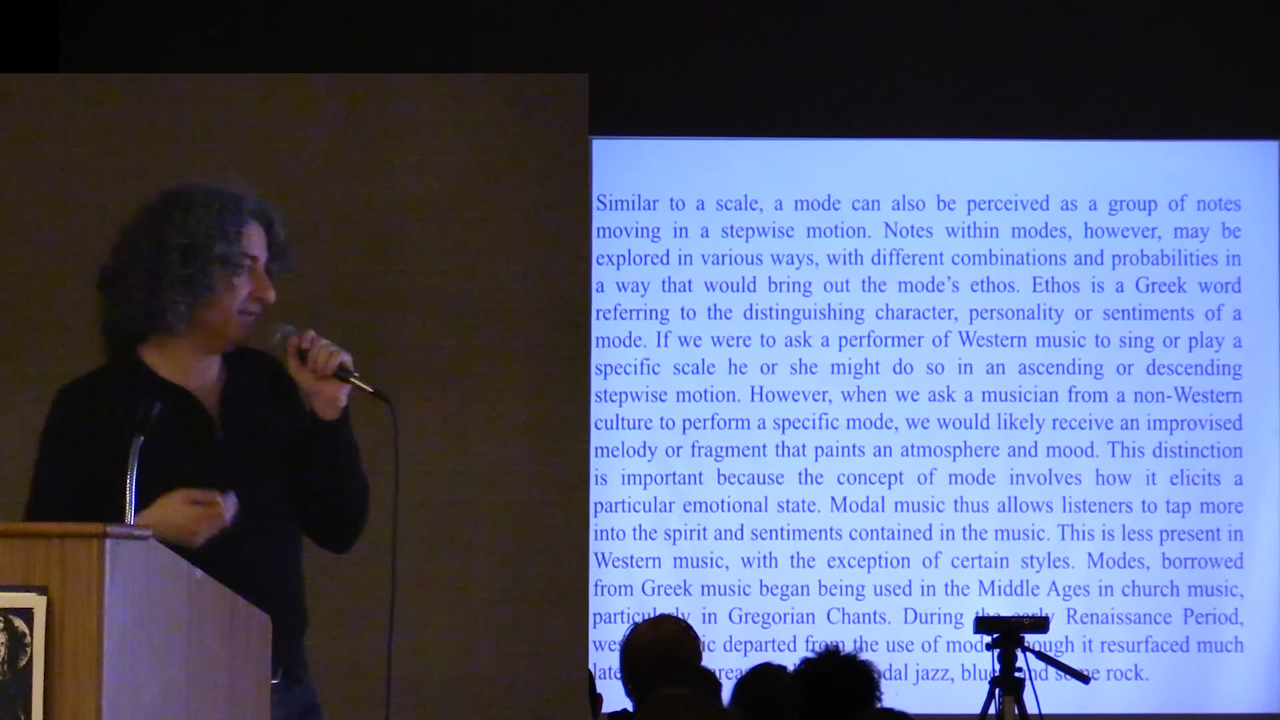 Similar to a scale, a mode can also be perceived as a group of notes
moving in a stepwise motion. Notes within modes, however, may be
explored in various ways, with different combinations and probabilities in
a way that would bring out the mode's ethos. Ethos is a Greek word
referring to the distinguishing character, personality or sentiments of a
mode. If we were to ask a performer of Western music to sing or play a
specific scale he or she might do so in an ascending or descending
stepwise motion. However, when we ask a musician from a non-Western
culture to perform a specific mode, we would likely receive an improvised
melody or fragment that paints an atmosphere and mood. This distinction
is important because the concept of mode involves how it elicits a
particular emotional state. Modal music thus allows listeners to tap more
into the spirit and sentiments contained in the music. This is less present in
Western music, with the exception of certain styles. Modes, borrowed
from Greek music began being used in the Middle Ages in church music,
particularly in Gregorian Chants. During the early Renaissance Period,
departed from the use of it resurfaced much
jazz, and some rock.